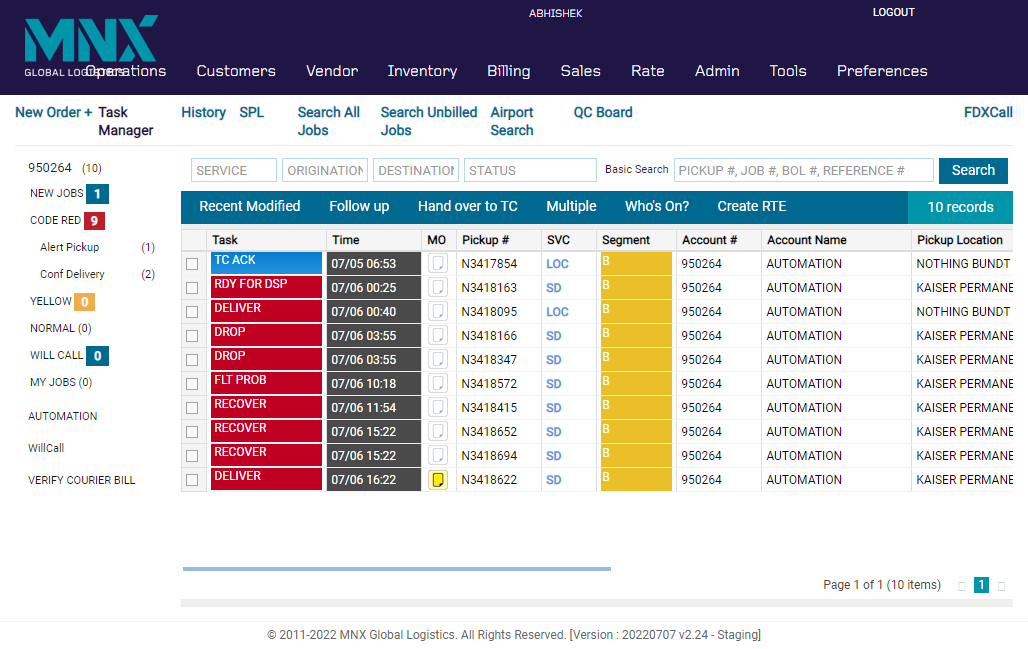 ABHISHEK
LOGOUT
MNX
GLOBAL LOGISTICS
Operations Customers Vendor Inventory Billing Sales Rate Admin Tools Preferences
New Order + Task Manager History SPL Search All Jobs Search Unbilled Jobs Airport Search QC Board FDXCall
950264 (10)
NEW JOBS 1
CODE RED 9
Alert Pickup (1)
Conf Delivery (2)
YELLOW 0
NORMAL (0)
WILL CALL 0
MY JOBS (0)
AUTOMATION
WillCall
VERIFY COURIER BILL
SERVICE ORIGINATION DESTINATION STATUS Basic Search PICKUP #, JOB #, BOL #, REFERENCE # Search
Recent Modified Follow up Hand over to TC Multiple Who's On? Create RTE 10 records
Task Time MO Pickup # SVC Segment Account # Account Name Pickup Location
TC ACK 07/05 06:53 N3417854 LOC B 950264 AUTOMATION NOTHING BUNDT
RDY FOR DSP 07/06 00:25 N3418163 SD B 950264 AUTOMATION KAISER PERMANE
DELIVER 07/06 00:40 N3418095 LOC B 950264 AUTOMATION NOTHING BUNDT
DROP 07/06 03:55 N3418166 SD B 950264 AUTOMATION KAISER PERMANE
DROP 07/06 03:55 N3418347 SD B 950264 AUTOMATION KAISER PERMANE
FLT PROB 07/06 10:18 N3418572 SD B 950264 AUTOMATION KAISER PERMANE
RECOVER 07/06 11:54 N3418415 SD B 950264 AUTOMATION KAISER PERMANE
RECOVER 07/06 15:22 N3418652 SD B 950264 AUTOMATION KAISER PERMANE
RECOVER 07/06 15:22 N3418694 SD B 950264 AUTOMATION KAISER PERMANE
DELIVER 07/06 16:22 N3418622 SD B 950264 AUTOMATION KAISER PERMANE
Page 1 of 1 (10 items) 1
© 2011-2022 MNX Global Logistics. All Rights Reserved. [Version : 20220707 v2.24 - Staging]